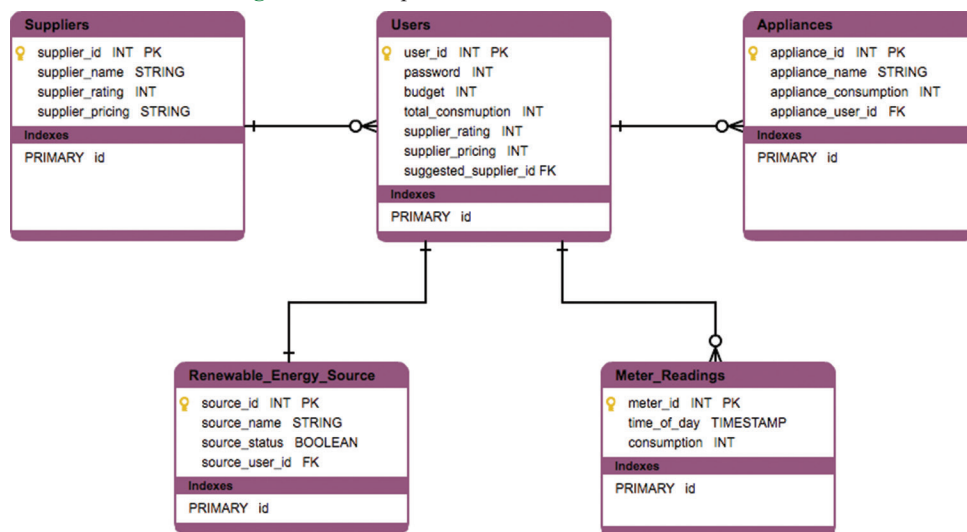 Suppliers
supplier_id INT PK
supplier_name STRING
supplier_rating INT
supplier_pricing STRING
Indexes
PRIMARY id
Users
user_id INT PK
password INT
budget INT
total_consmuption INT
supplier_rating INT
supplier_pricing INT
suggested_supplier_id FK
Indexes
PRIMARY id
Appliances
appliance_id INT PK
appliance_name STRING
appliance_consumption INT
appliance_user_id FK
Indexes
PRIMARY id
Renewable_Energy_Source
source_id INT PK
source_name STRING
source_status BOOLEAN
source_user_id FK
Indexes
PRIMARY id
Meter_Readings
meter_id INT PK
time_of_day TIMESTAMP
consumption INT
Indexes
PRIMARY id